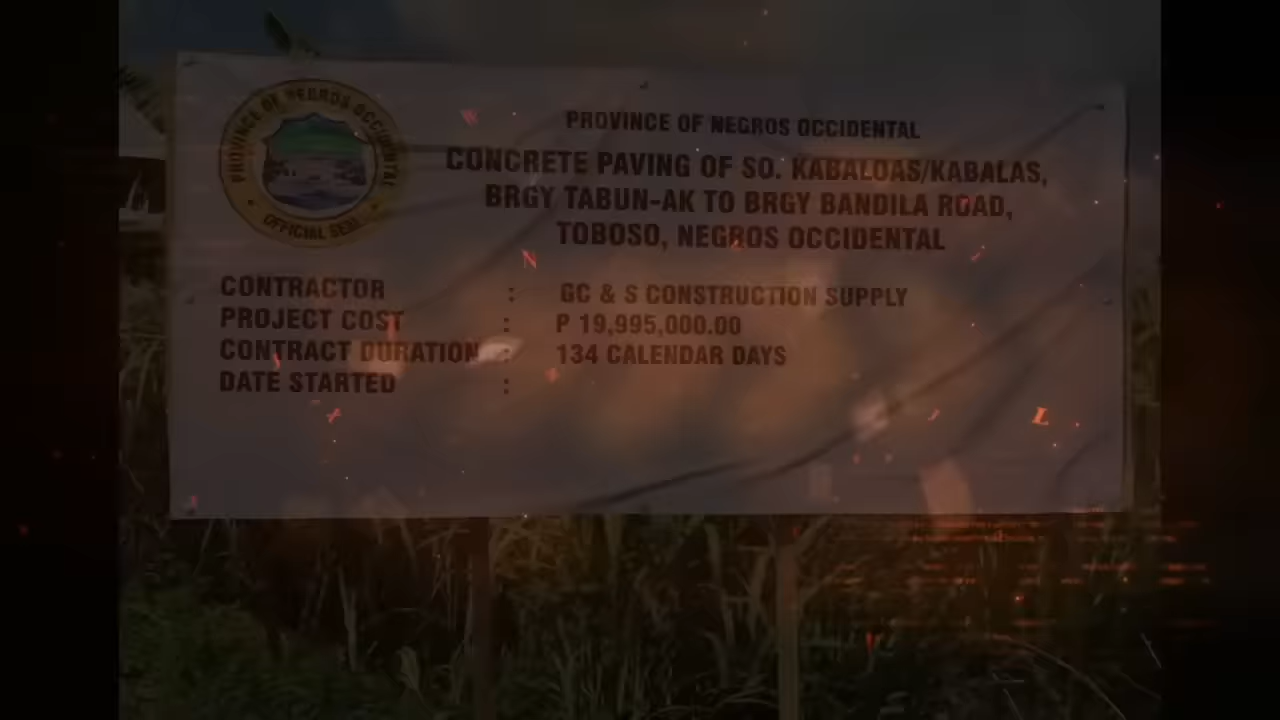 PROVINCE OF NEGROS OCCIDENTAL
OFFICIAL SEAL
PROVINCE OF NEGROS OCCIDENTAL
CONCRETE PAVING OF SO. KABALOAS/KABALAS,
BRGY TABUN-AK TO BRGY BANDILA ROAD,
TOBOSO, NEGROS OCCIDENTAL
CONTRACTOR : GC & S CONSTRUCTION SUPPLY
PROJECT COST : P 19,995,000.00
CONTRACT DURATION : 134 CALENDAR DAYS
DATE STARTED :
W
N
L